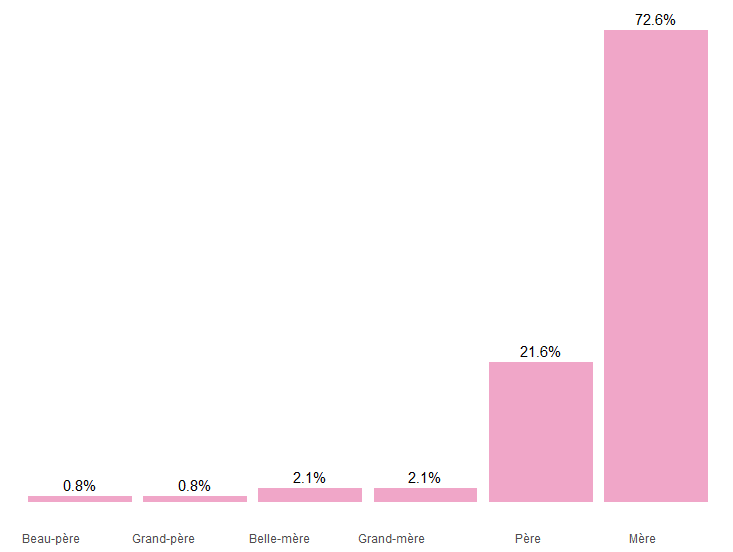 72.6%
21.6%
2.1%
2.1%
0.8%
0.8%
Beau-père
Grand-père
Belle-mère
Grand-mère
Père
Mère